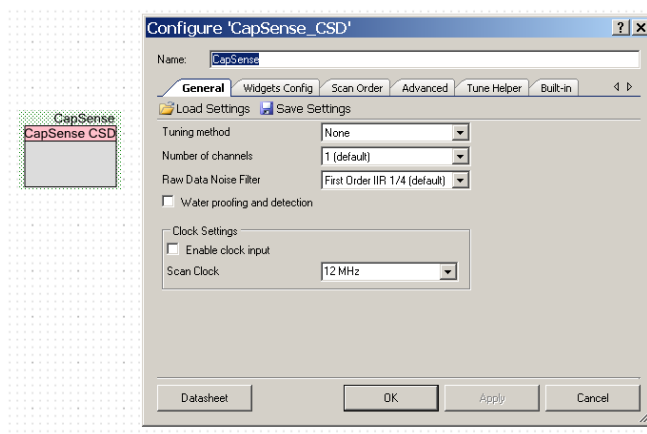 Configure 'CapSense_CSD'
Name: CapSense
General Widgets Config Scan Order Advanced Tune Helper Built-in
Load Settings Save Settings
CapSense
CapSense CSD
Tuning method None
Number of channels 1 (default)
Raw Data Noise Filter First Order IIR 1/4 (default)
Water proofing and detection
Clock Settings
Enable clock input
Scan Clock 12 MHz
Datasheet OK Apply Cancel